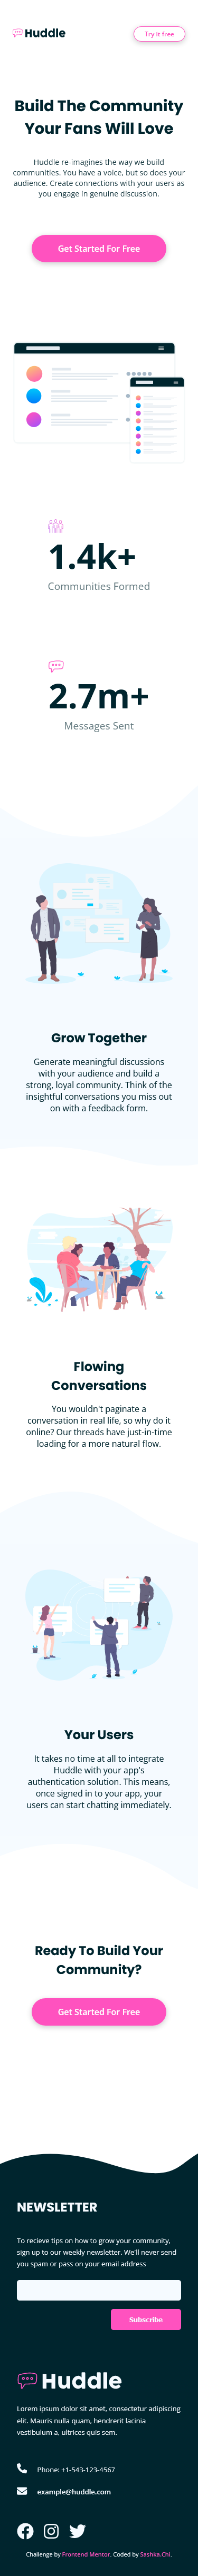 Huddle
Try it free
Build The Community
Your Fans Will Love
Huddle re-imagines the way we build
communities. You have a voice, but so does your
audience. Create connections with your users as
you engage in genuine discussion.
Get Started For Free
1.4k+
Communities Formed
2.7m+
Messages Sent
Grow Together
Generate meaningful discussions
with your audience and build a
strong, loyal community. Think of the
insightful conversations you miss out
on with a feedback form.
Flowing
Conversations
You wouldn't paginate a
conversation in real life, so why do it
online? Our threads have just-in-time
loading for a more natural flow.
Your Users
It takes no time at all to integrate
Huddle with your app's
authentication solution. This means,
once signed in to your app, your
users can start chatting immediately.
Ready To Build Your
Community?
Get Started For Free
NEWSLETTER
To recieve tips on how to grow your community,
sign up to our weekly newsletter. We'll never send
you spam or pass on your email address
Subscribe
Huddle
Lorem ipsum dolor sit amet, consectetur adipiscing
elit. Mauris nulla quam, hendrerit lacinia
vestibulum a, ultrices quis sem.
Phone: +1-543-123-4567
example@huddle.com
Challenge by Frontend Mentor. Coded by Sashka.Chi.